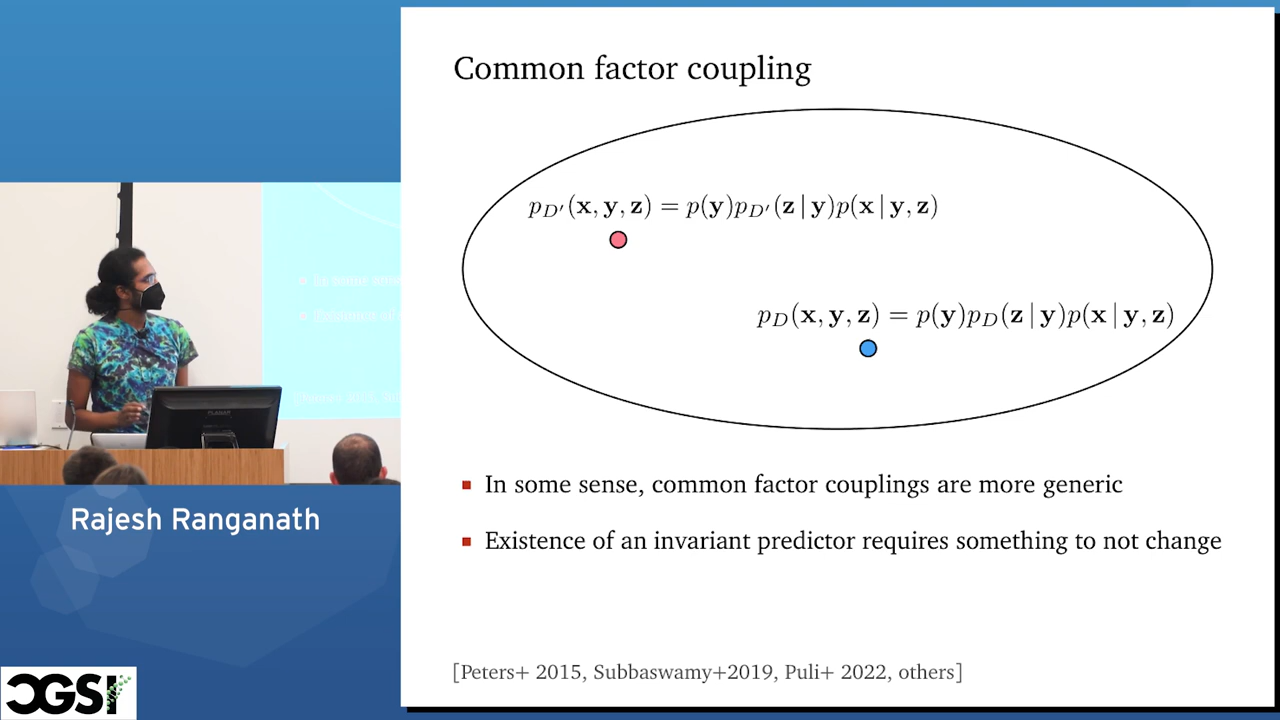 Common factor coupling
p_{D'}(x, y, z) = p(y)p_{D'}(z | y)p(x | y, z)
p_D(x, y, z) = p(y)p_D(z | y)p(x | y, z)
In some sense, common factor couplings are more generic
Existence of an invariant predictor requires something to not change
[Peters+ 2015, Subbaswamy+2019, Puli+ 2022, others]
Rajesh Ranganath
CGSI